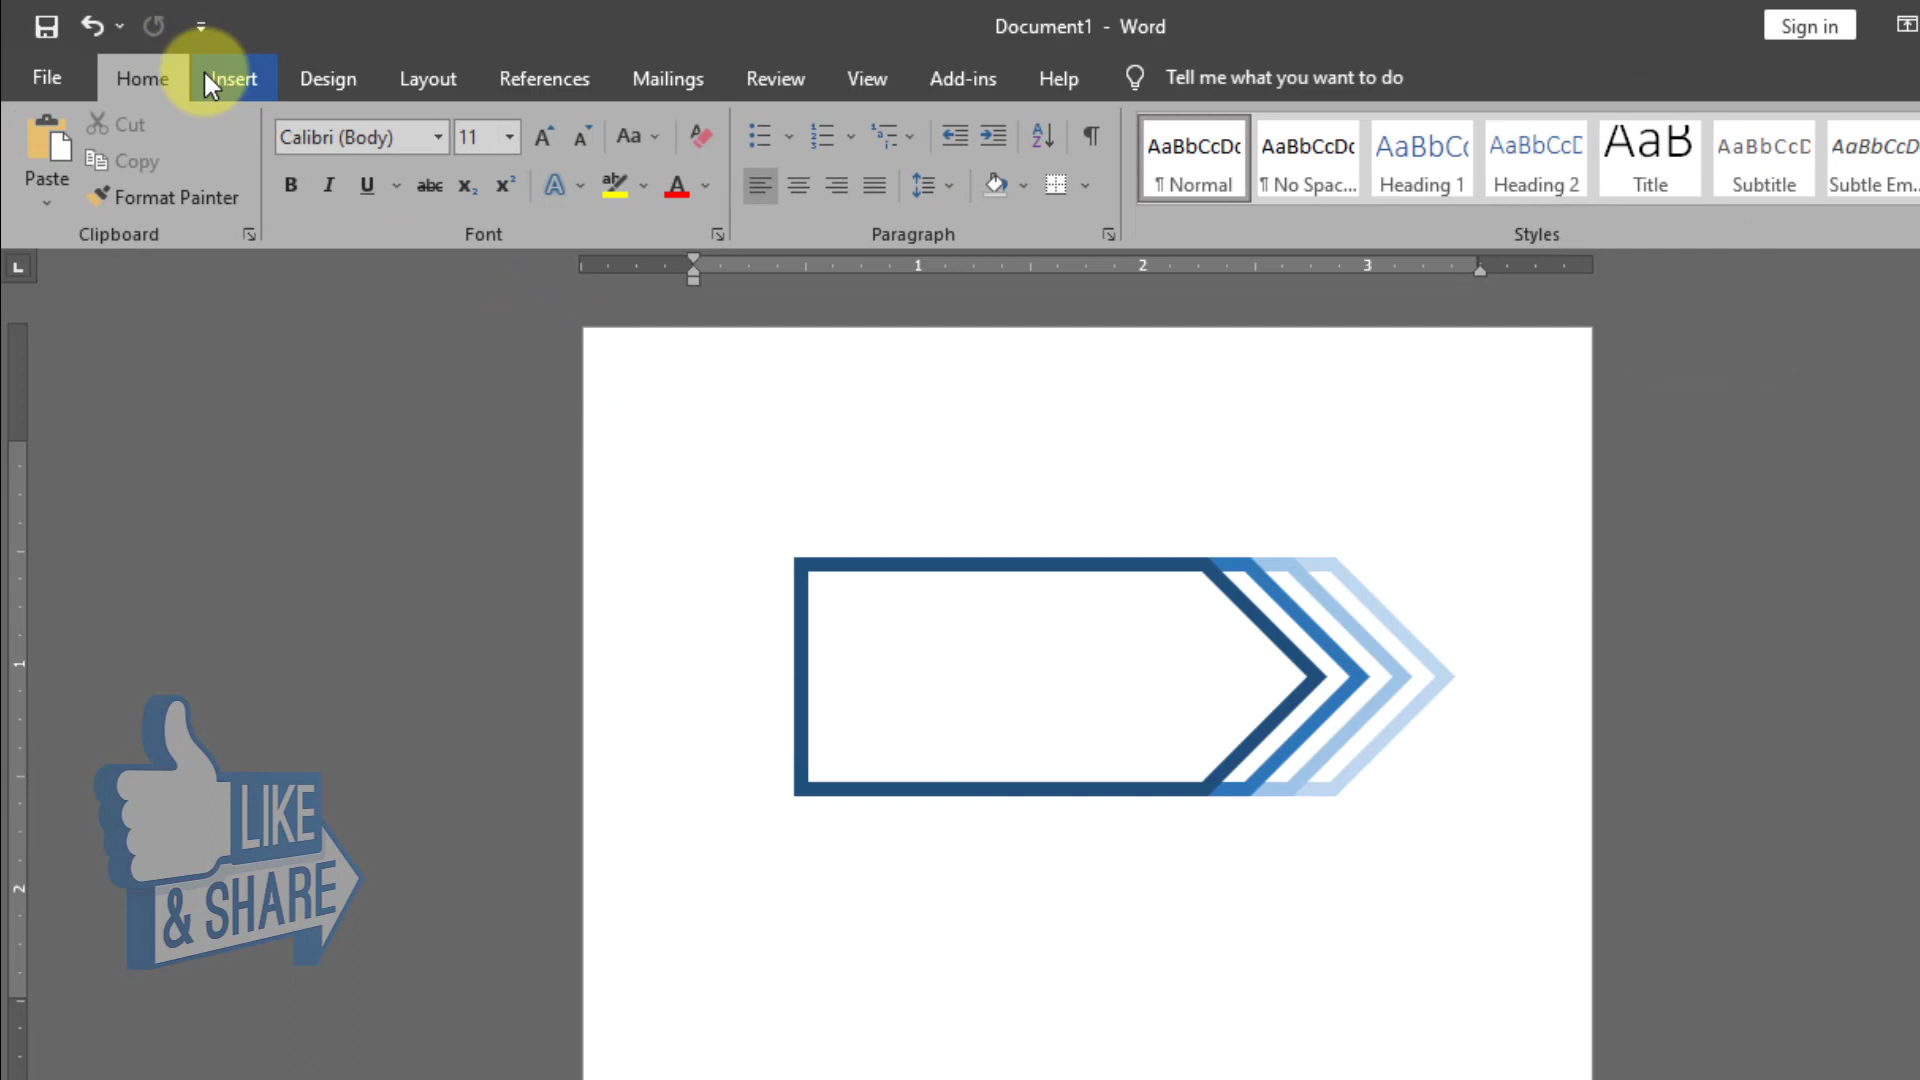 Document1 - Word
Sign in
File Home Insert Design Layout References Mailings Review View Add-ins Help Tell me what you want to do
Paste
Cut
Copy
Format Painter
Clipboard
Calibri (Body) 11
Aa
B I U abc x₂ x² A ab A
Font
A Z ¶
Paragraph
AaBbCcDc AaBbCcDc AaBbCc AaBbCcD AaB AaBbCcD AaBbCcD
¶ Normal ¶ No Spac... Heading 1 Heading 2 Title Subtitle Subtle Em...
Styles
L
1 2 3
1
2
LIKE
& SHARE